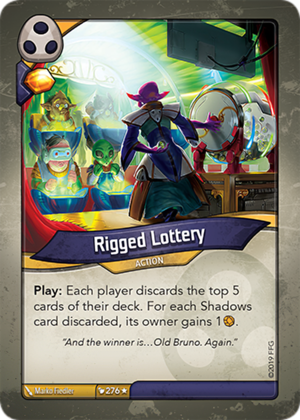 Rigged Lottery
ACTION
Play: Each player discards the top 5
cards of their deck. For each Shadows
card discarded, its owner gains 1
"And the winner is…Old Bruno. Again."
©2019 FFG
276